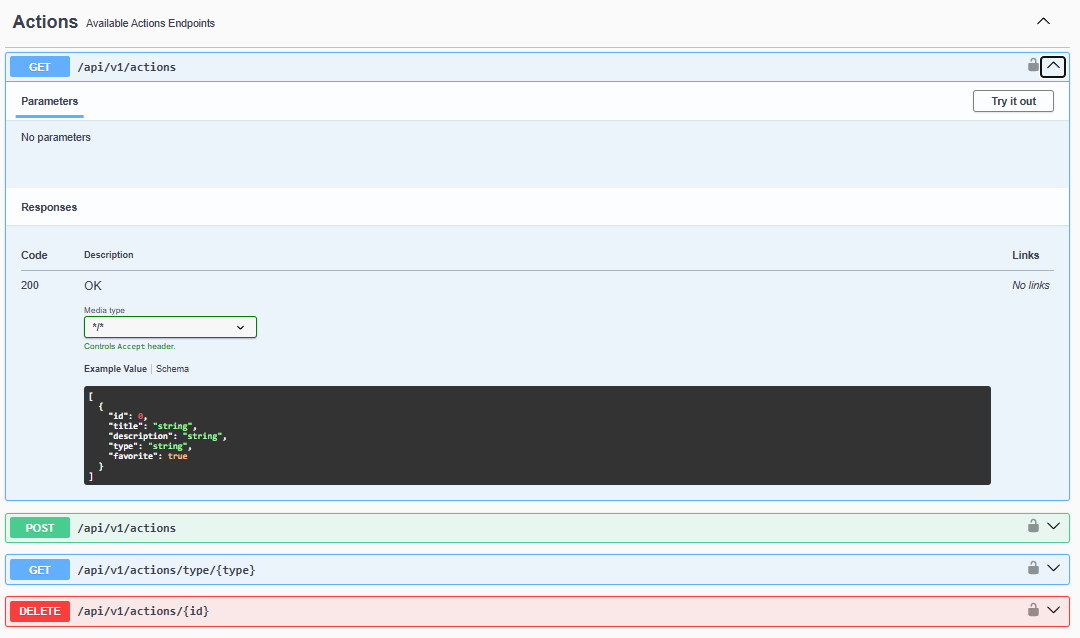 Actions Available Actions Endpoints
GET /api/v1/actions
Parameters Try it out
No parameters
Responses
Code Description Links
200 OK No links
Media type
*/*
Controls Accept header.
Example Value | Schema
[
  {
    "id": 0,
    "title": "string",
    "description": "string",
    "type": "string",
    "favorite": true
  }
]
POST /api/v1/actions
GET /api/v1/actions/type/{type}
DELETE /api/v1/actions/{id}